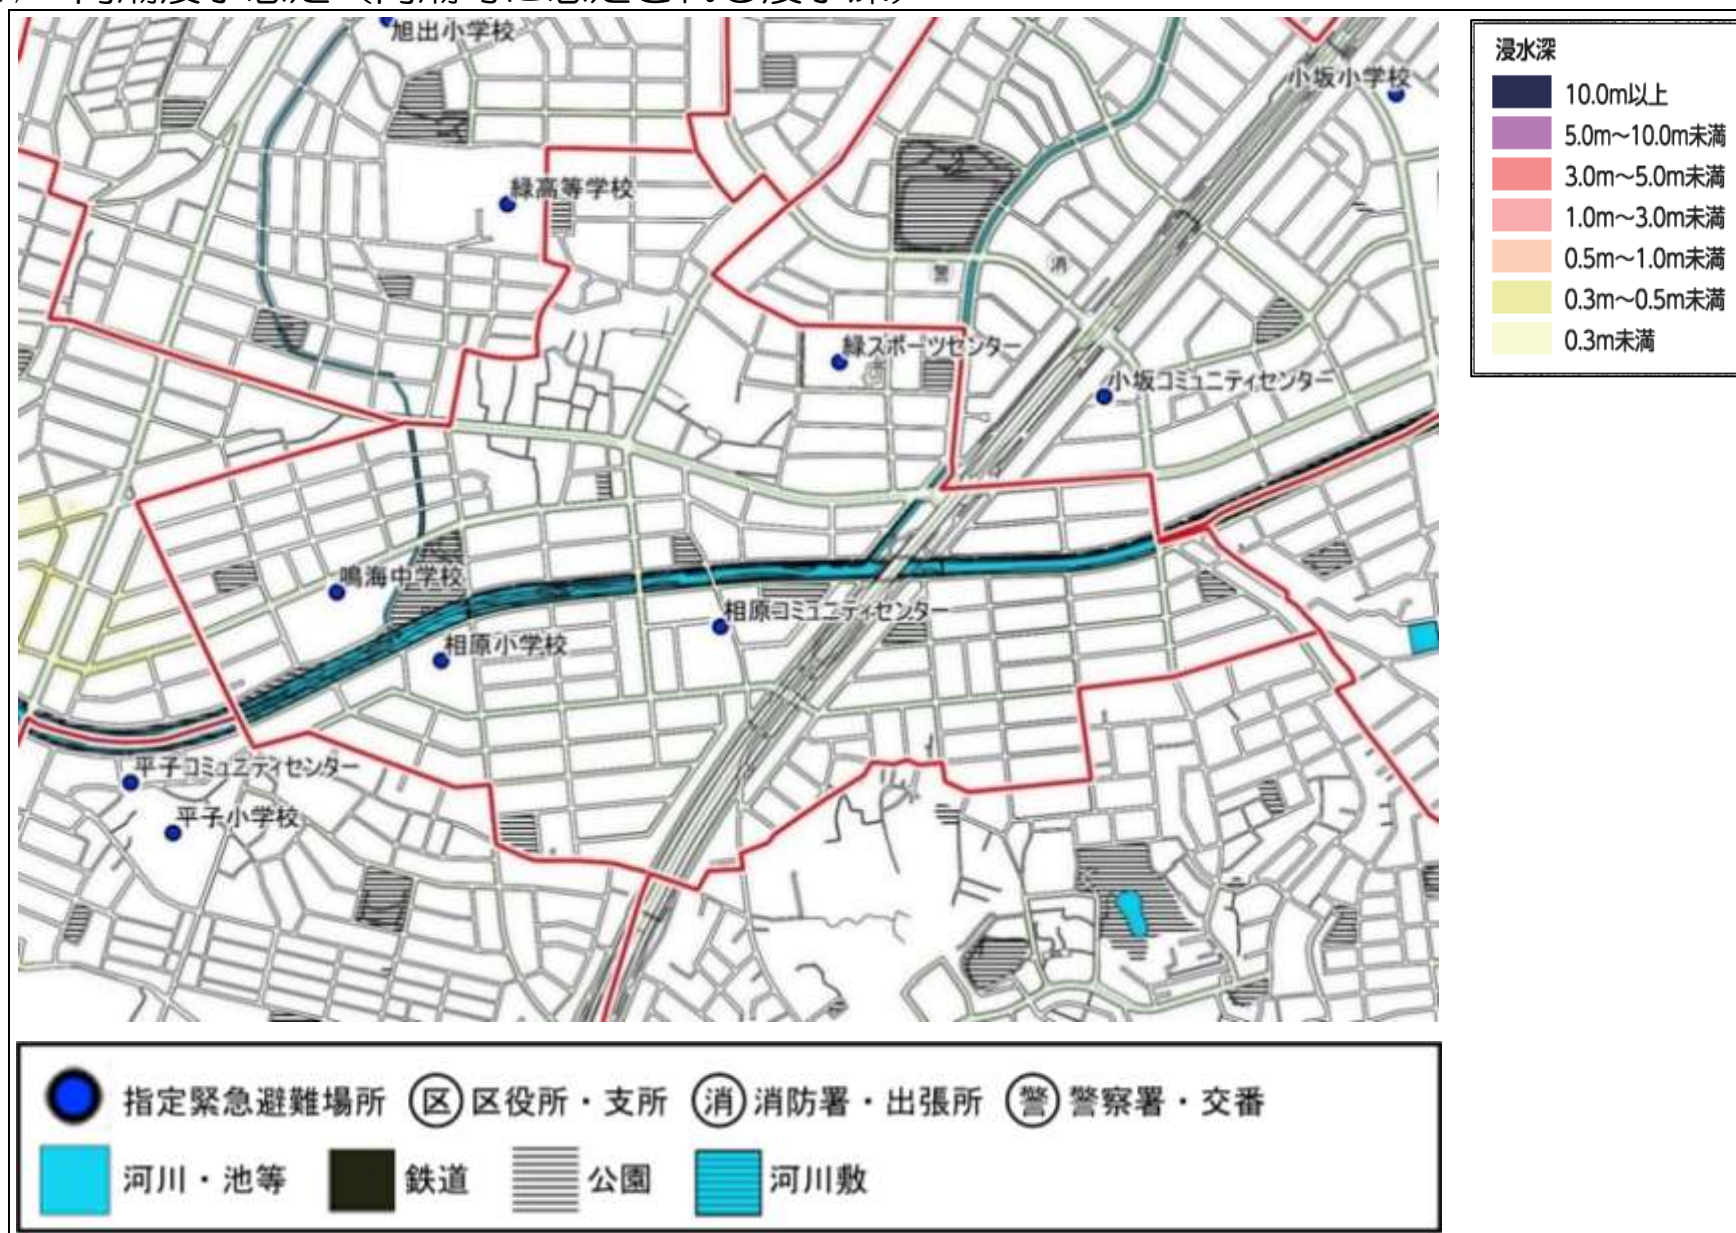 旭出小学校
小坂小学校
緑高等学校
警
消
緑スポーツセンター
小坂コミュニティセンター
鳴海中学校
相原コミュニティセンター
相原小学校
平子コミュニティセンター
平子小学校
浸水深
10.0m以上
5.0m～10.0m未満
3.0m～5.0m未満
1.0m～3.0m未満
0.5m～1.0m未満
0.3m～0.5m未満
0.3m未満
指定緊急避難場所 区 区役所・支所 消 消防署・出張所 警 警察署・交番
河川・池等 鉄道 公園 河川敷